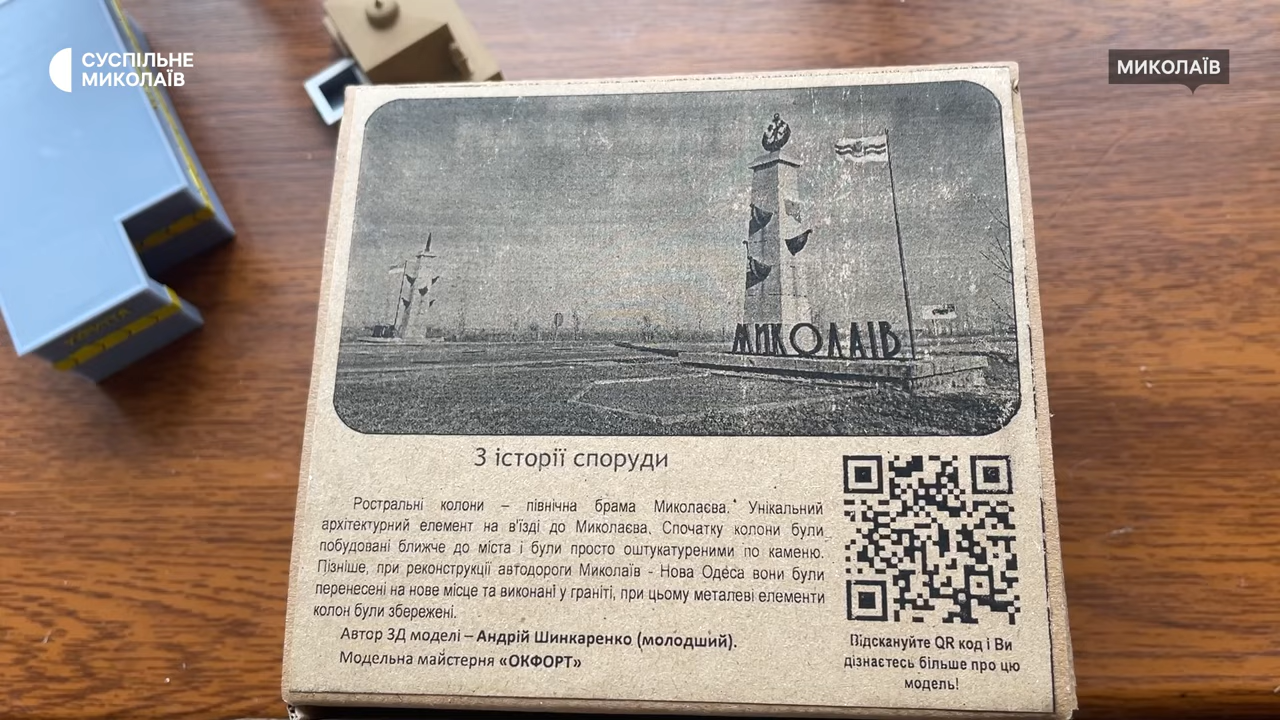 СУСПІЛЬНЕ
МИКОЛАЇВ
МИКОЛАЇВ
МИКОЛАЇВ
З історії споруди
Ростральні колони – північна брама Миколаєва. Унікальний
архітектурний елемент на в'їзді до Миколаєва. Спочатку колони були
побудовані ближче до міста і були просто оштукатуреними по каменю.
Пізніше, при реконструкції автодороги Миколаїв - Нова Одеса вони були
перенесені на нове місце та виконані у граніті, при цьому металеві елементи
колон були збережені.
Автор 3Д моделі – Андрій Шинкаренко (молодший).
Модельна майстерня «ОКФОРТ»
Відскануйте QR код і Ви
дізнаєтесь більше про цю
модель!